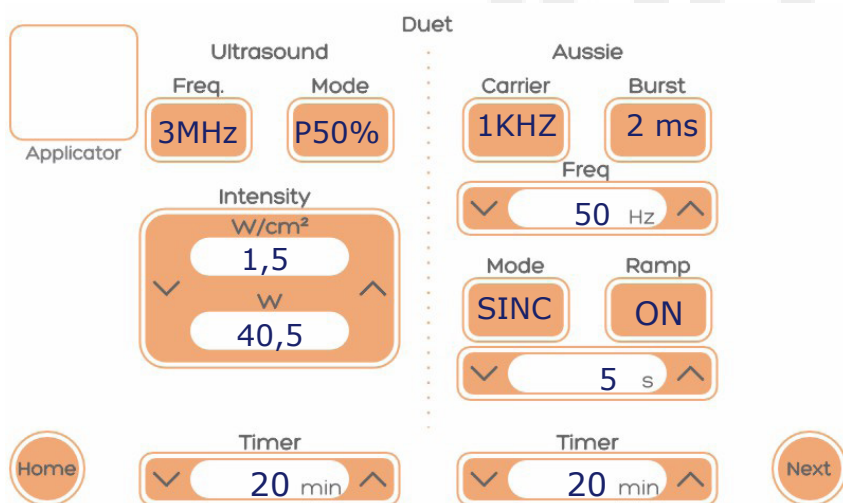 Duet
Ultrasound
Freq. Mode
3MHz P50%
Applicator
Intensity
W/cm²
1,5
W
40,5
Timer
20 min
Home
Aussie
Carrier Burst
1KHZ 2 ms
Freq
50 Hz
Mode Ramp
SINC ON
5 s
Timer
20 min
Next